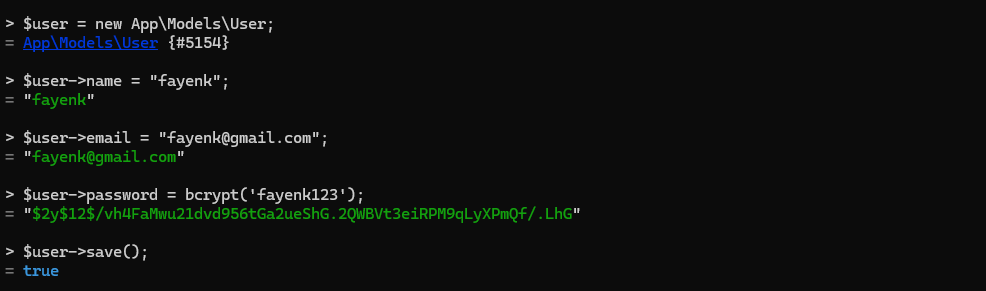 > $user = new App\Models\User;
= App\Models\User {#5154}
> $user->name = "fayenk";
= "fayenk"
> $user->email = "fayenk@gmail.com";
= "fayenk@gmail.com"
> $user->password = bcrypt('fayenk123');
= "$2y$12$/vh4FaMwu21dvd956tGa2ueShG.2QWBVt3eiRPM9qLyXPmQf/.LhG"
> $user->save();
= true